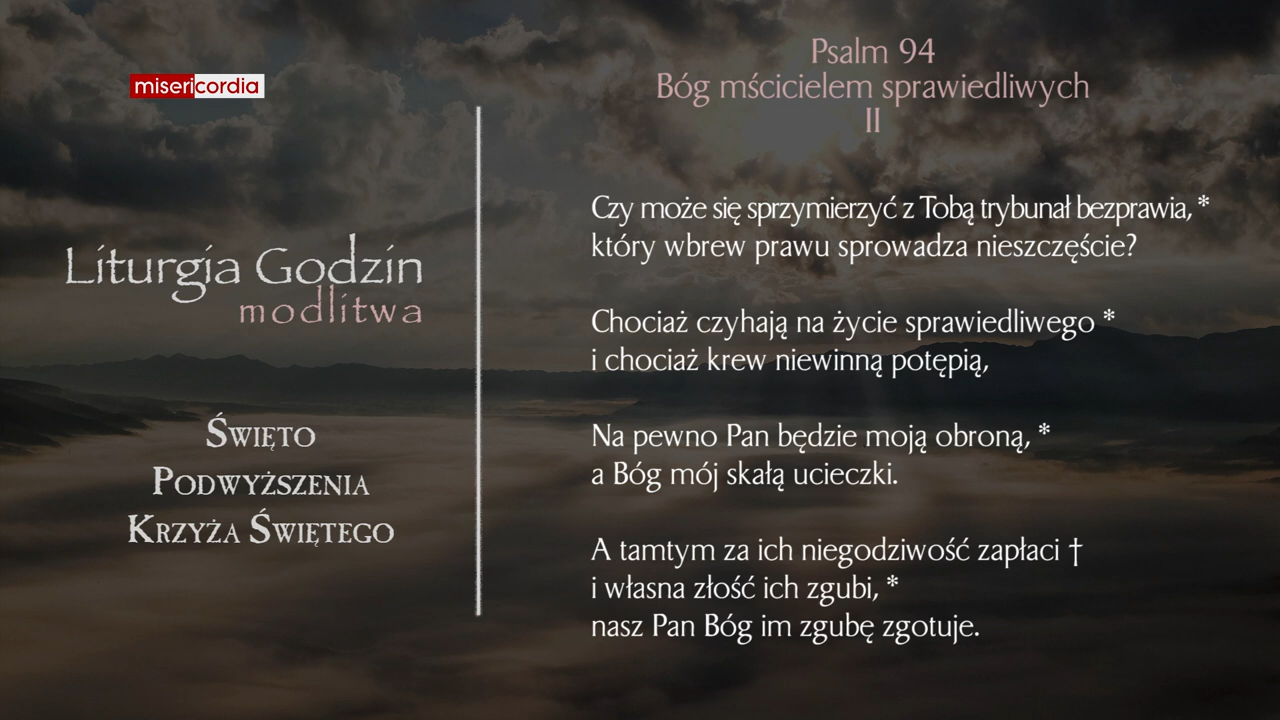 misericordia
Liturgia Godzin
modlitwa
Święto
Podwyższenia
Krzyża Świętego
Psalm 94
Bóg mścicielem sprawiedliwych
II
Czy może się sprzymierzyć z Tobą trybunał bezprawia, *
który wbrew prawu sprowadza nieszczęście?
Chociaż czyhają na życie sprawiedliwego *
i chociaż krew niewinną potępią,
Na pewno Pan będzie moją obroną, *
a Bóg mój skałą ucieczki.
A tamtym za ich niegodziwość zapłaci †
i własna złość ich zgubi, *
nasz Pan Bóg im zgubę zgotuje.